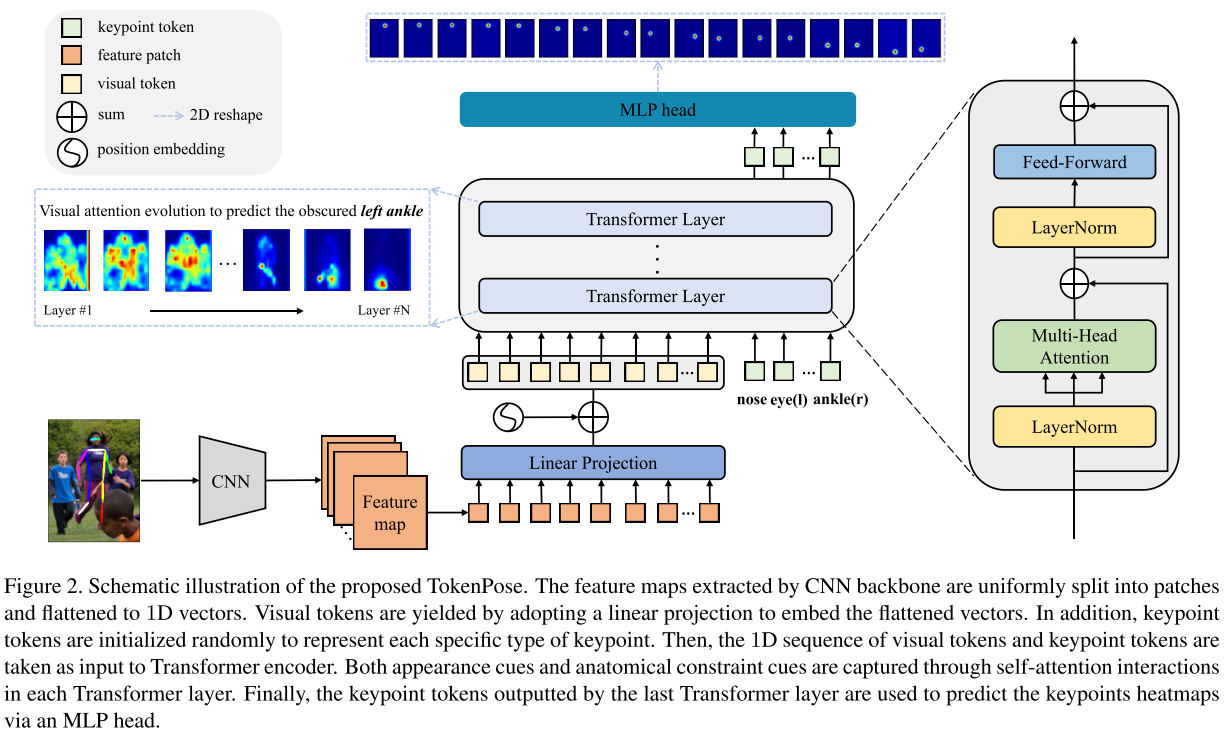 keypoint token
feature patch
visual token
sum
2D reshape
position embedding
MLP head
Visual attention evolution to predict the obscured left ankle
...
Layer #1
Layer #N
Transformer Layer
Transformer Layer
...
...
...
nose eye(l) ankle(r)
CNN
Feature
map
Linear Projection
...
Feed-Forward
LayerNorm
Multi-Head
Attention
LayerNorm
Figure 2. Schematic illustration of the proposed TokenPose. The feature maps extracted by CNN backbone are uniformly split into patches
and flattened to 1D vectors. Visual tokens are yielded by adopting a linear projection to embed the flattened vectors. In addition, keypoint
tokens are initialized randomly to represent each specific type of keypoint. Then, the 1D sequence of visual tokens and keypoint tokens are
taken as input to Transformer encoder. Both appearance cues and anatomical constraint cues are captured through self-attention interactions
in each Transformer layer. Finally, the keypoint tokens outputted by the last Transformer layer are used to predict the keypoints heatmaps
via an MLP head.